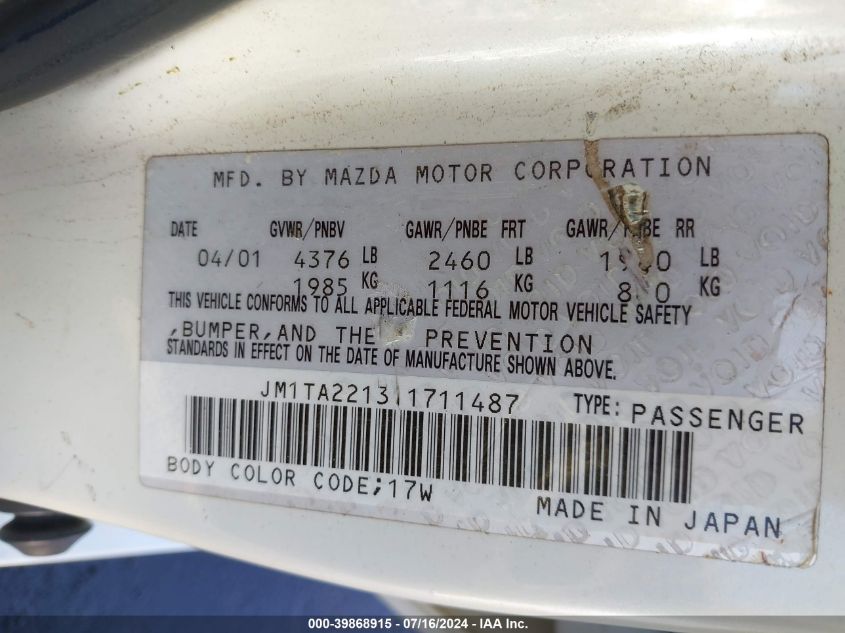 MFD. BY MAZDA MOTOR CORPORATION
DATE GVWR/PNBV GAWR/PNBE FRT GAWR/PNBE RR
04/01 4376 LB 2460 LB LB
1985 KG 1116 KG KG
THIS VEHICLE CONFORMS TO ALL APPLICABLE FEDERAL MOTOR VEHICLE SAFETY
,BUMPER,AND THE PREVENTION
STANDARDS IN EFFECT ON THE DATE OF MANUFACTURE SHOWN ABOVE.
TYPE: PASSENGER
BODY COLOR CODE;17W
MADE IN JAPAN
000-39868915 - 07/16/2024 - IAA Inc.